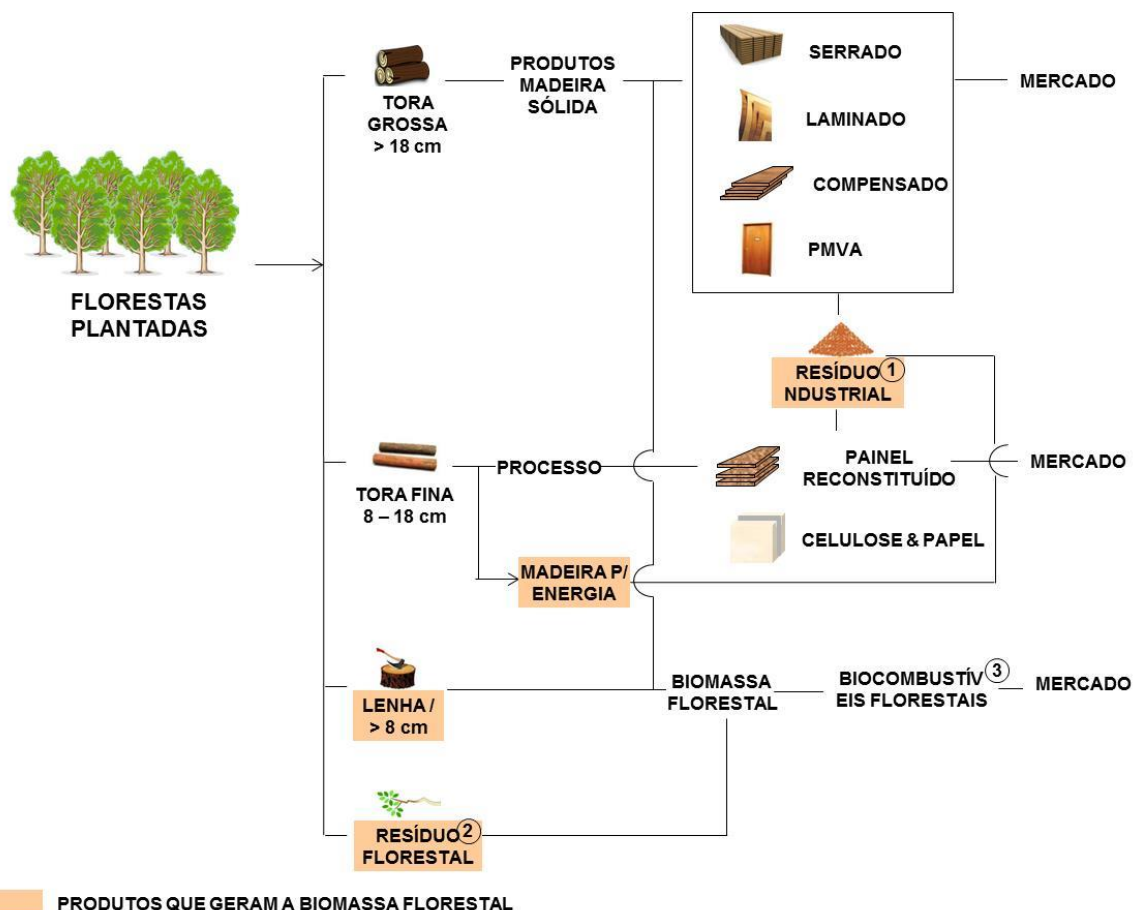 TORA
GROSSA
> 18 cm
PRODUTOS
MADEIRA
SÓLIDA
SERRADO
LAMINADO
COMPENSADO
PMVA
MERCADO
FLORESTAS
PLANTADAS
RESÍDUO 1
NDUSTRIAL
TORA FINA
8 – 18 cm
PROCESSO
PAINEL
RECONSTITUÍDO
MERCADO
CELULOSE & PAPEL
MADEIRA P/
ENERGIA
LENHA /
> 8 cm
BIOMASSA
FLORESTAL
BIOCOMBUSTÍV 3
EIS FLORESTAIS
MERCADO
RESÍDUO 2
FLORESTAL
PRODUTOS QUE GERAM A BIOMASSA FLORESTAL